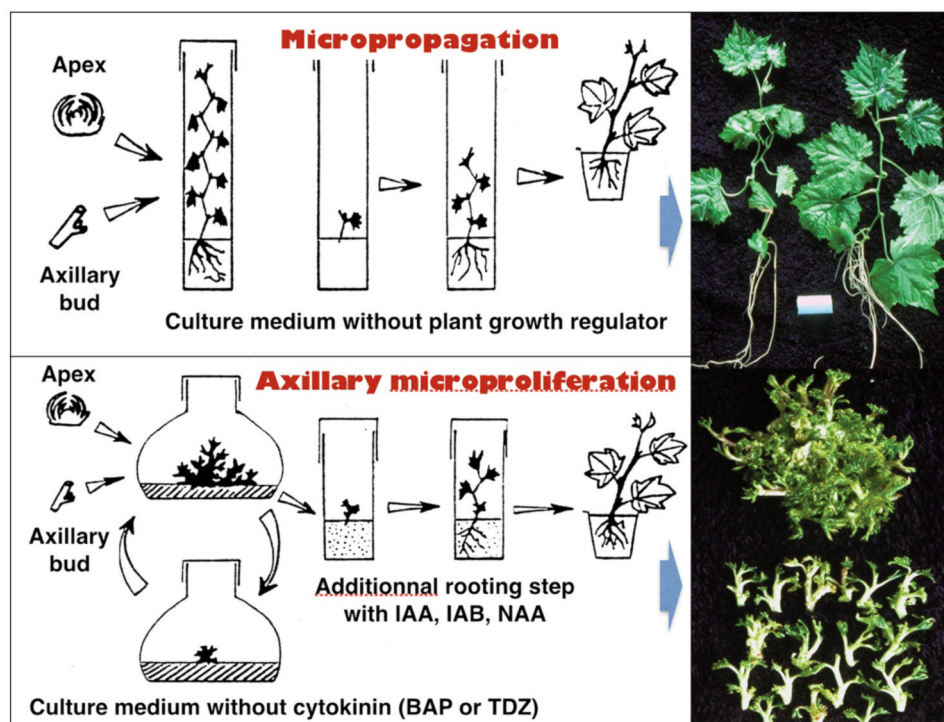 Micropropagation
Apex
Axillary
bud
Culture medium without plant growth regulator
Axillary microproliferation
Apex
Axillary
bud
Additionnal rooting step
with IAA, IAB, NAA
Culture medium without cytokinin (BAP or TDZ)